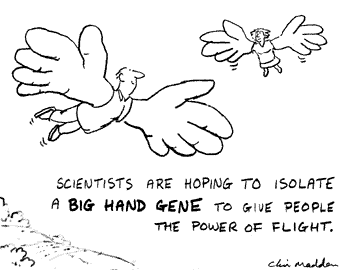 SCIENTISTS ARE HOPING TO ISOLATE
A BIG HAND GENE TO GIVE PEOPLE
THE POWER OF FLIGHT.
Chris Madden